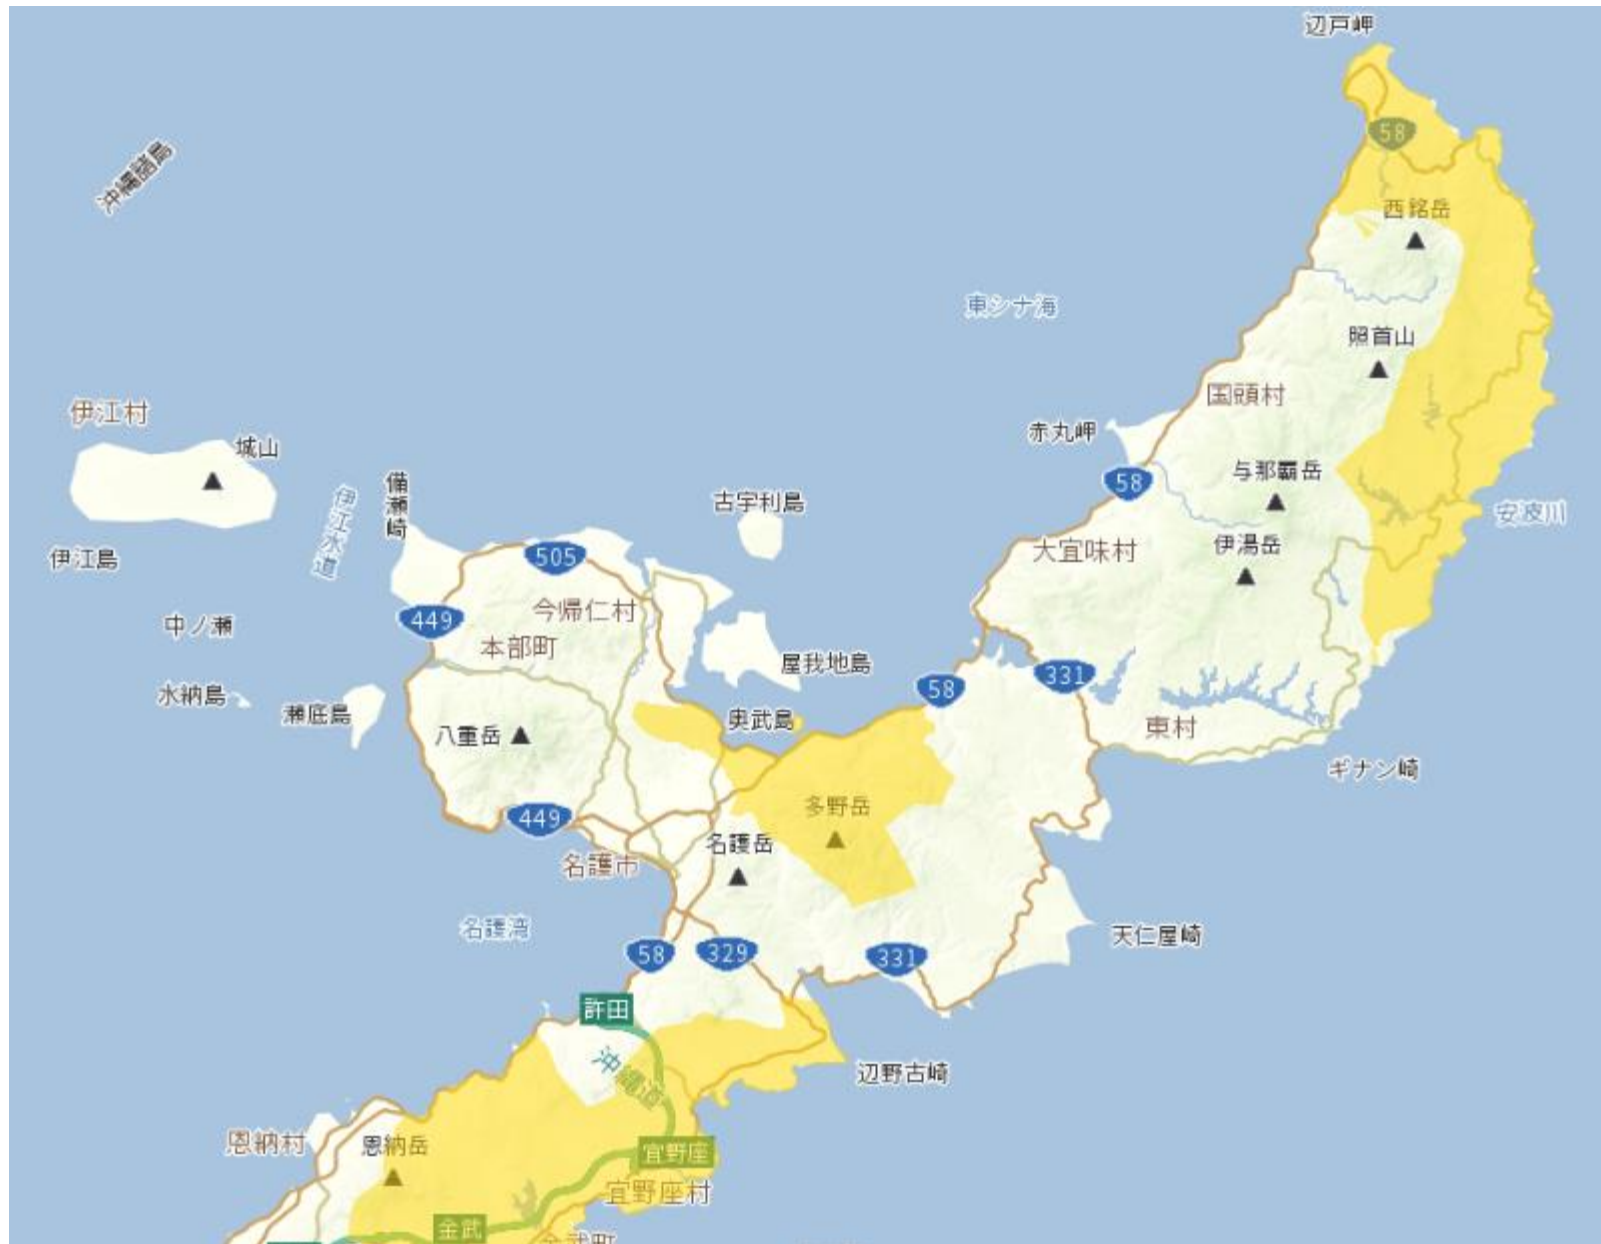 辺戸岬
58
沖縄諸島
西銘岳
東シナ海
照首山
国頭村
伊江村
赤丸岬
城山
与那覇岳
備瀬崎
58
伊江水道
古宇利島
安波川
伊湯岳
大宜味村
伊江島
505
今帰仁村
449
中ノ瀬
本部町
屋我地島
331
58
水納島
瀬底島
奥武島
東村
八重岳
ギナン崎
多野岳
449
名護岳
名護市
名護湾
天仁屋崎
58
329
331
許田
沖縄道
辺野古崎
恩納村
恩納岳
宜野座
宜野座村
金武
金武町